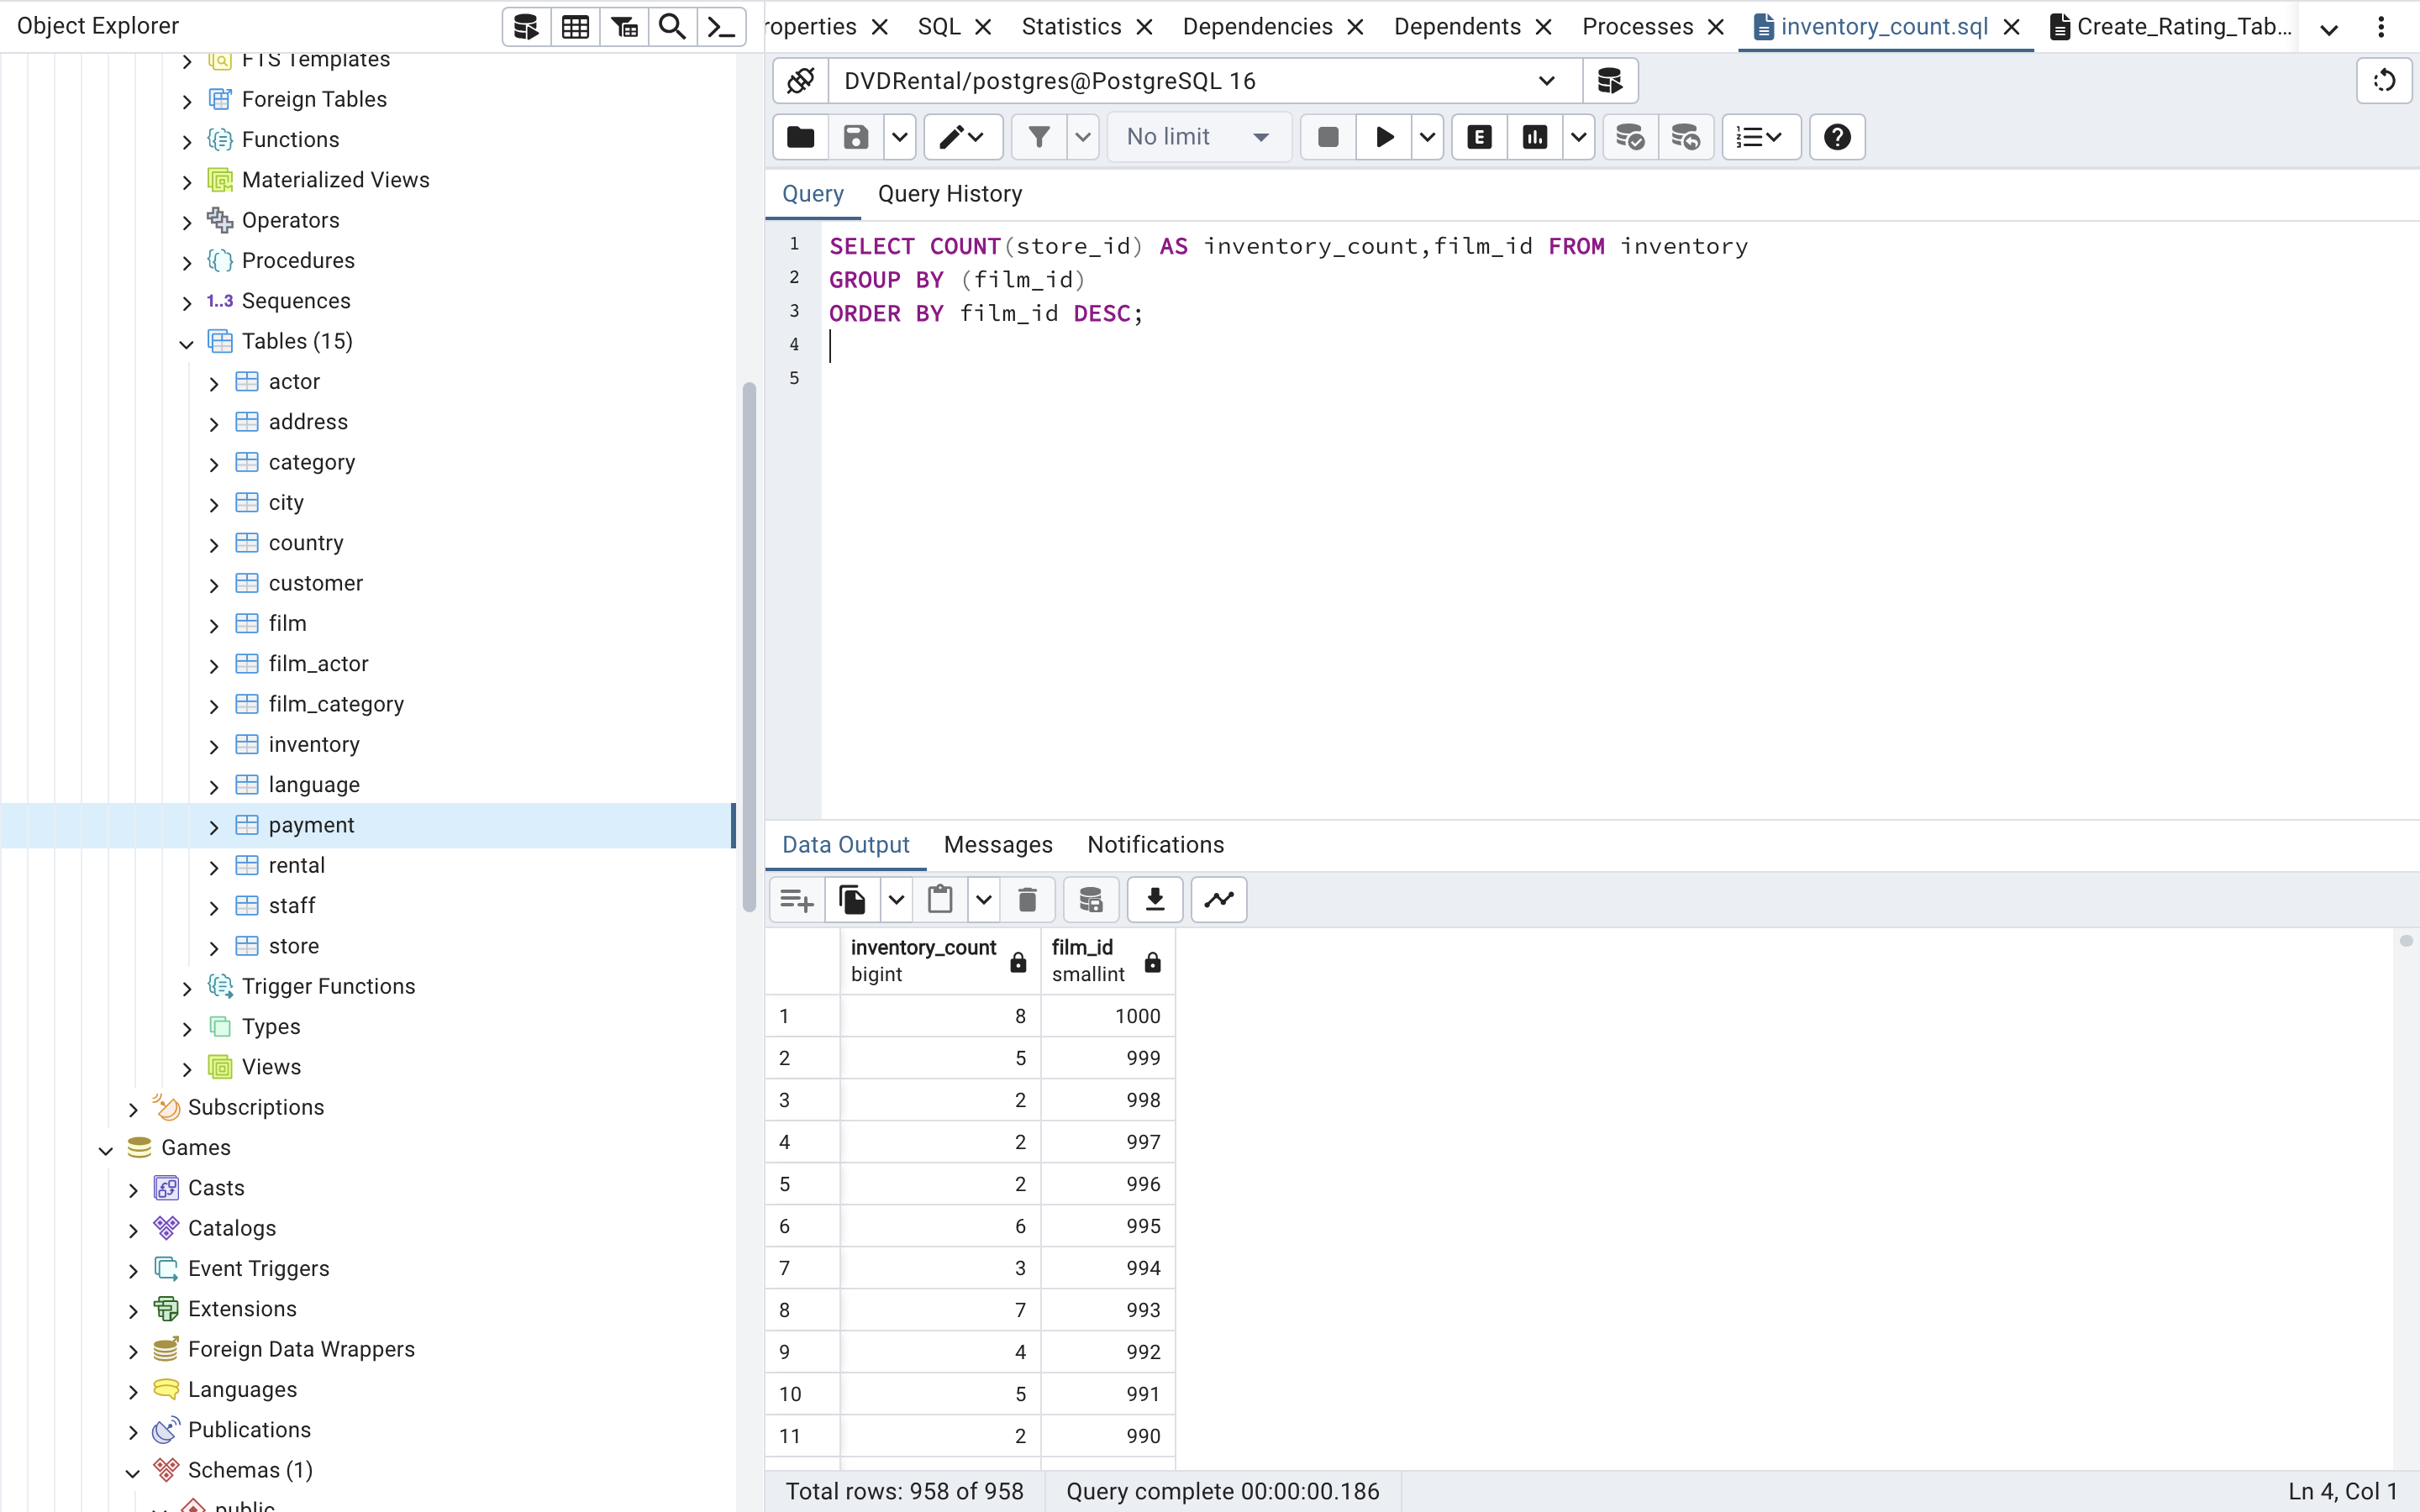 Object Explorer
FTS Templates
Foreign Tables
Functions
Materialized Views
Operators
Procedures
1..3 Sequences
Tables (15)
actor
address
category
city
country
customer
film
film_actor
film_category
inventory
language
payment
rental
staff
store
Trigger Functions
Types
Views
Subscriptions
Games
Casts
Catalogs
Event Triggers
Extensions
Foreign Data Wrappers
Languages
Publications
Schemas (1)
public
roperties SQL Statistics Dependencies Dependents Processes inventory_count.sql Create_Rating_Tab...
DVDRental/postgres@PostgreSQL 16
No limit E
Query Query History
1 SELECT COUNT(store_id) AS inventory_count,film_id FROM inventory
2 GROUP BY (film_id)
3 ORDER BY film_id DESC;
4
5
Data Output Messages Notifications
inventory_count film_id
bigint smallint
1 8 1000
2 5 999
3 2 998
4 2 997
5 2 996
6 6 995
7 3 994
8 7 993
9 4 992
10 5 991
11 2 990
Total rows: 958 of 958 Query complete 00:00:00.186 Ln 4, Col 1